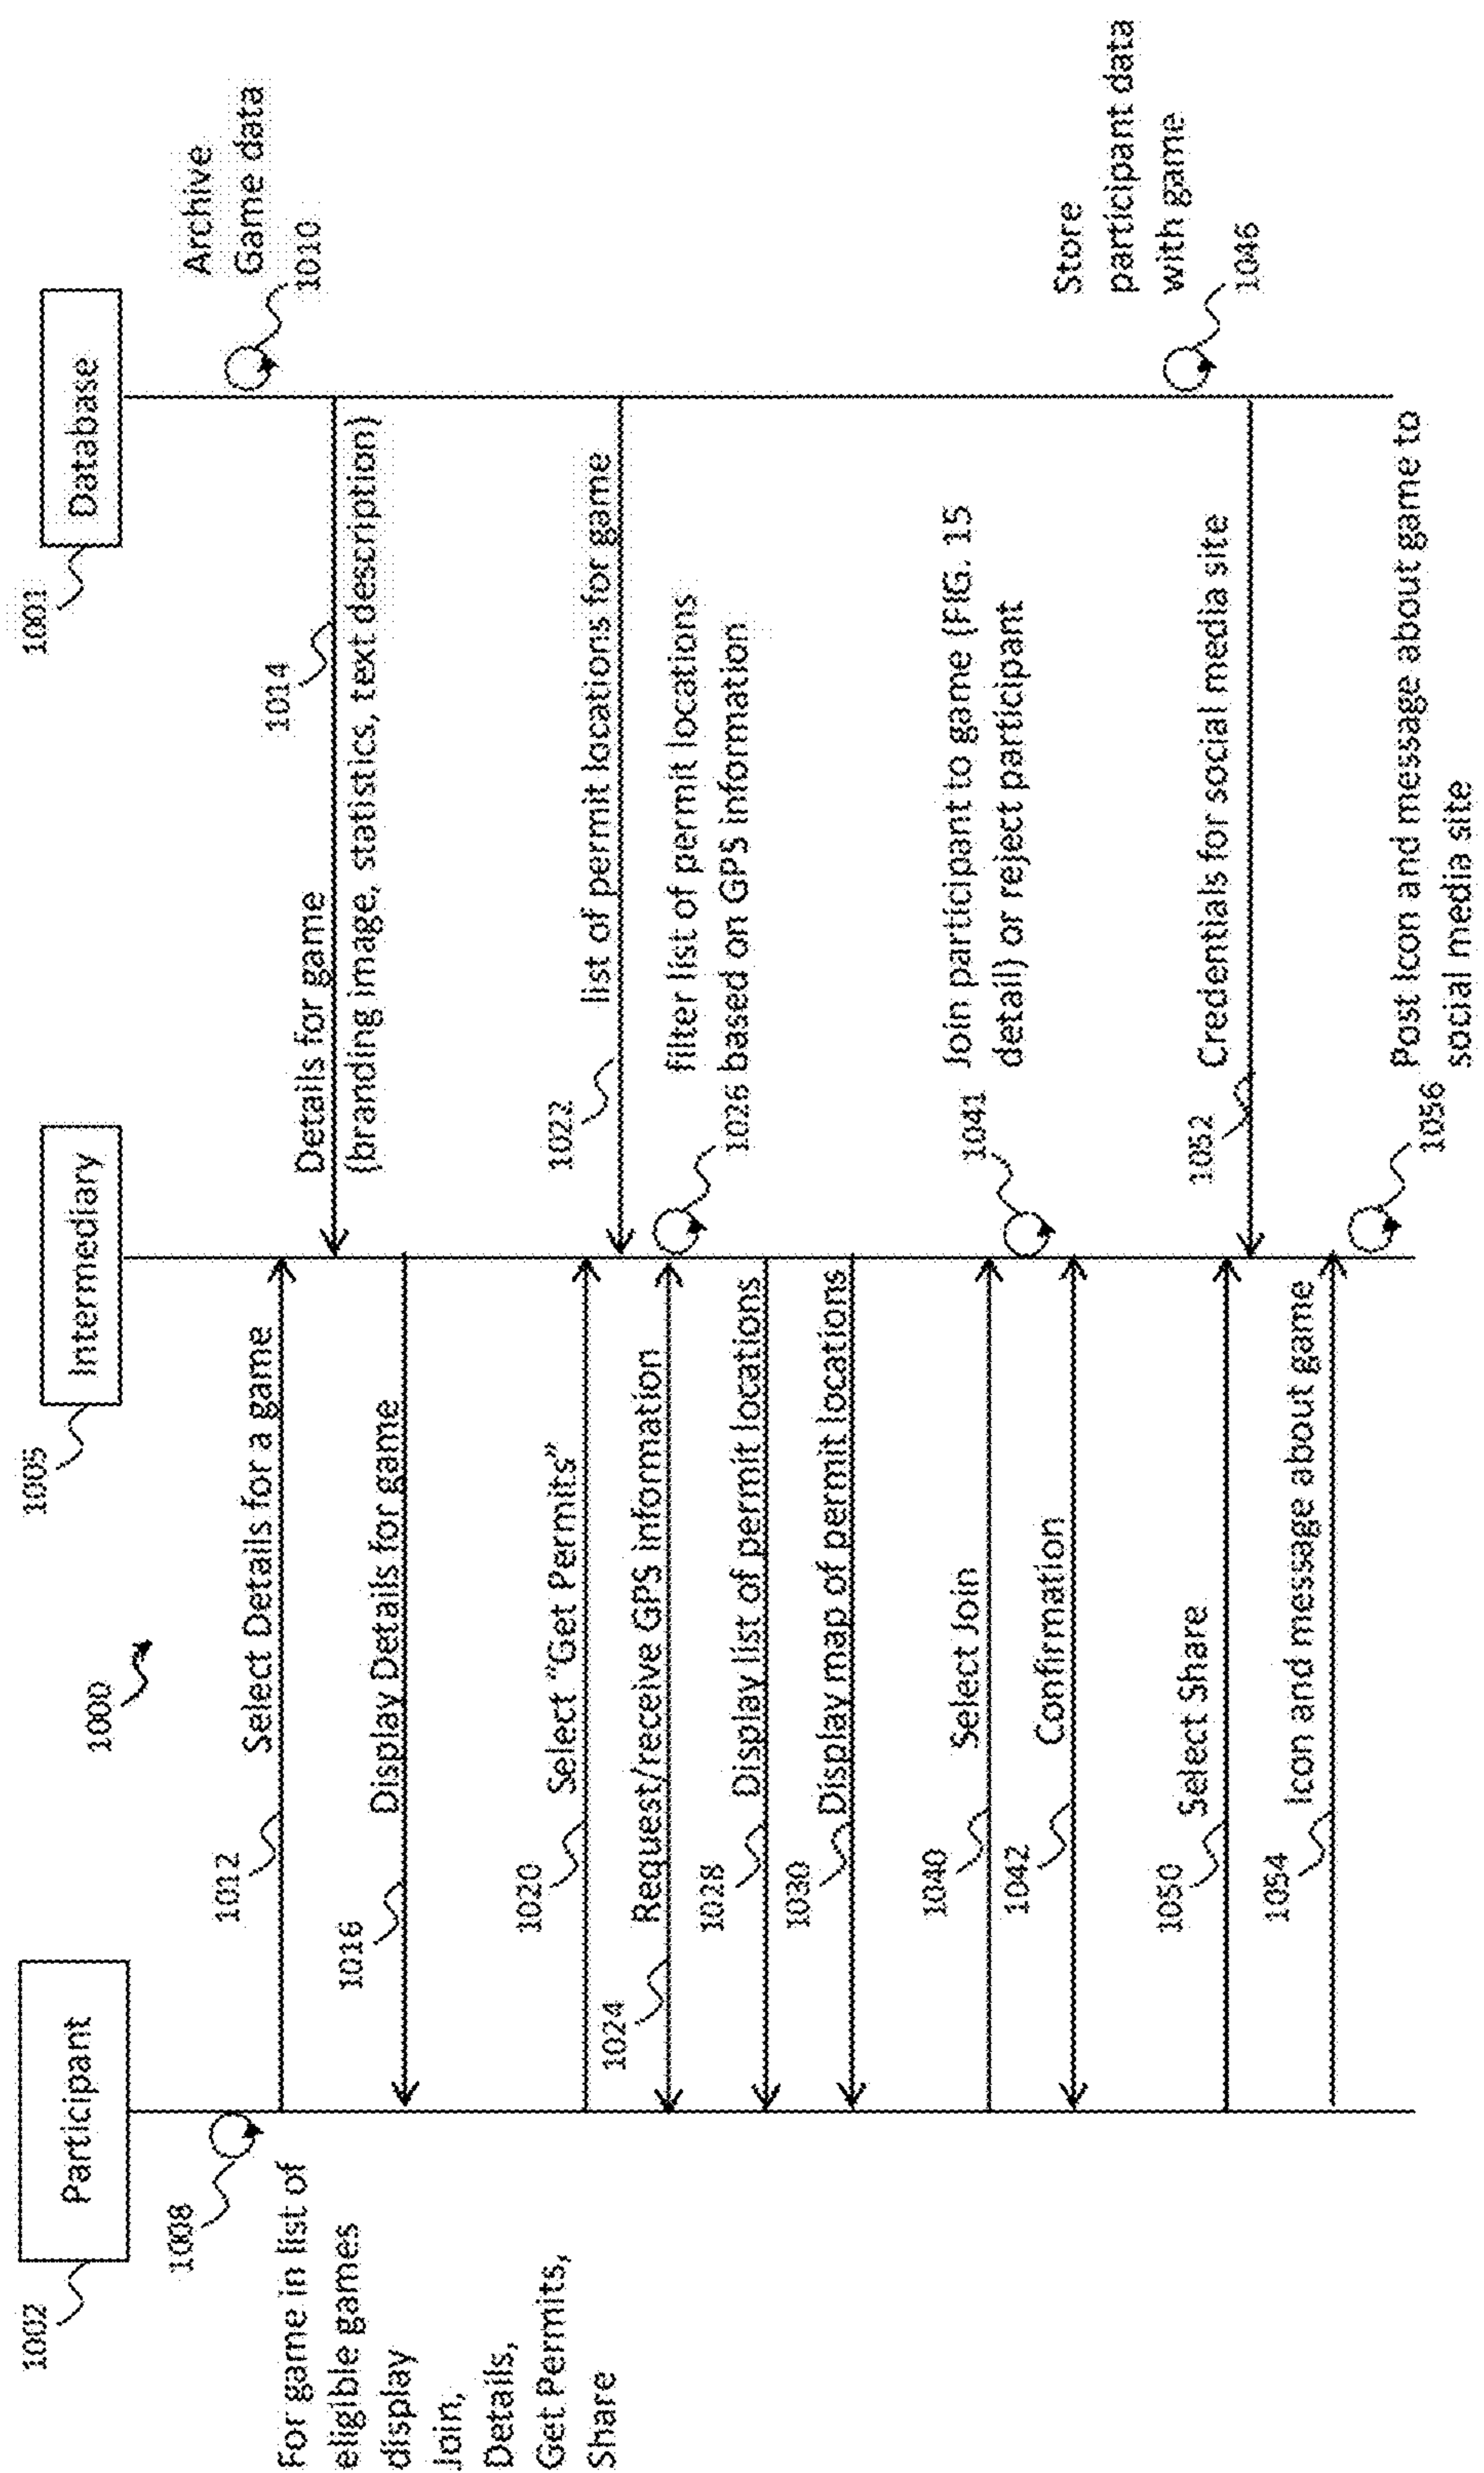 1002
Participant
1005
Intermediary
1001
Database
1000
1008
For game in list of
eligible games
display
Join,
Details,
Get Permits,
Share
Archive
Game data
1010
1012
Select Details for a game
Details for game
1014
(branding image, statistics, text description)
1016
Display Details for game
1020
Select "Get Permits"
1022
list of permit locations for game
1024
Request/receive GPS information
filter list of permit locations
1026 based on GPS information
1028
Display list of permit locations
1030
Display map of permit locations
1040
Select Join
1041
Join participant to game (FIG. 15
detail) or reject participant
1042
Confirmation
Store
participant data
with game
1046
1050
Select Share
1052
Credentials for social media site
1054
Icon and message about game
1056
Post Icon and message about game to
social media site